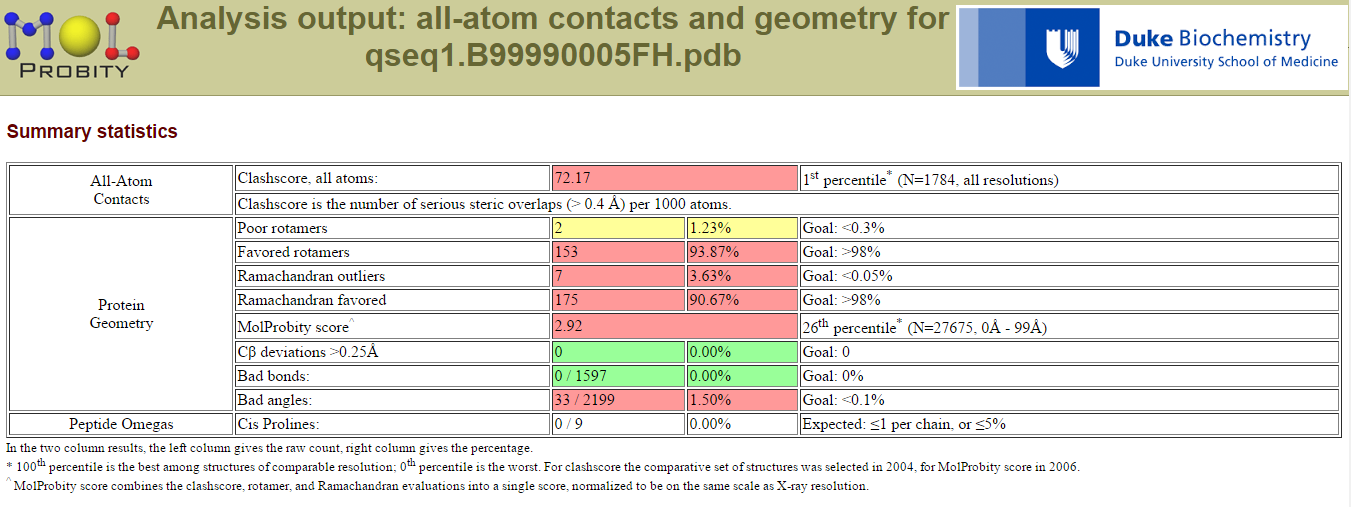 MOL
PROBITY
Analysis output: all-atom contacts and geometry for
qseq1.B99990005FH.pdb
Duke Biochemistry
Duke University School of Medicine
Summary statistics
All-Atom
Contacts
Clashscore, all atoms: 72.17 1st percentile* (N=1784, all resolutions)
Clashscore is the number of serious steric overlaps (> 0.4 Å) per 1000 atoms.
Protein
Geometry
Poor rotamers 2 1.23% Goal: <0.3%
Favored rotamers 153 93.87% Goal: >98%
Ramachandran outliers 7 3.63% Goal: <0.05%
Ramachandran favored 175 90.67% Goal: >98%
MolProbity score^ 2.92 26th percentile* (N=27675, 0Å - 99Å)
Cβ deviations >0.25Å 0 0.00% Goal: 0
Bad bonds: 0 / 1597 0.00% Goal: 0%
Bad angles: 33 / 2199 1.50% Goal: <0.1%
Peptide Omegas Cis Prolines: 0 / 9 0.00% Expected: ≤1 per chain, or ≤5%
In the two column results, the left column gives the raw count, right column gives the percentage.
* 100th percentile is the best among structures of comparable resolution; 0th percentile is the worst. For clashscore the comparative set of structures was selected in 2004, for MolProbity score in 2006.
^ MolProbity score combines the clashscore, rotamer, and Ramachandran evaluations into a single score, normalized to be on the same scale as X-ray resolution.